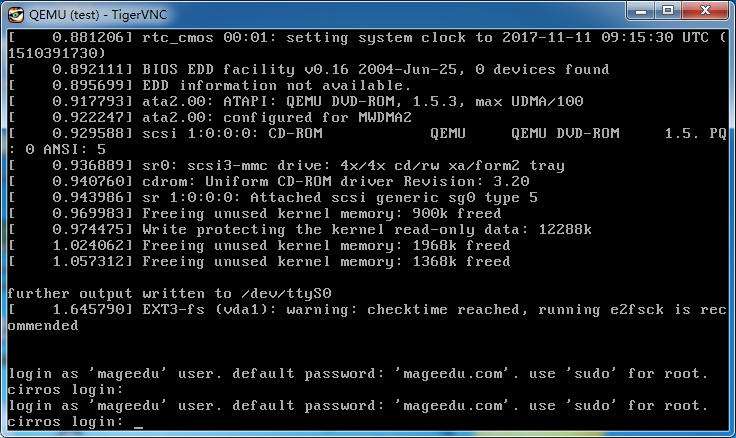 QEMU (test) - TigerVNC
[    0.881206] rtc_cmos 00:01: setting system clock to 2017-11-11 09:15:30 UTC (
1510391730)
[    0.892111] BIOS EDD facility v0.16 2004-Jun-25, 0 devices found
[    0.895699] EDD information not available.
[    0.917793] ata2.00: ATAPI: QEMU DVD-ROM, 1.5.3, max UDMA/100
[    0.922247] ata2.00: configured for MWDMA2
[    0.929588] scsi 1:0:0:0: CD-ROM            QEMU     QEMU DVD-ROM     1.5. PQ
: 0 ANSI: 5
[    0.936889] sr0: scsi3-mmc drive: 4x/4x cd/rw xa/form2 tray
[    0.940760] cdrom: Uniform CD-ROM driver Revision: 3.20
[    0.943986] sr 1:0:0:0: Attached scsi generic sg0 type 5
[    0.969983] Freeing unused kernel memory: 900k freed
[    0.974475] Write protecting the kernel read-only data: 12288k
[    1.024062] Freeing unused kernel memory: 1968k freed
[    1.057312] Freeing unused kernel memory: 1368k freed
further output written to /dev/ttyS0
[    1.645790] EXT3-fs (vda1): warning: checktime reached, running e2fsck is rec
ommended
login as 'mageedu' user. default password: 'mageedu.com'. use 'sudo' for root.
cirros login:
login as 'mageedu' user. default password: 'mageedu.com'. use 'sudo' for root.
cirros login: _